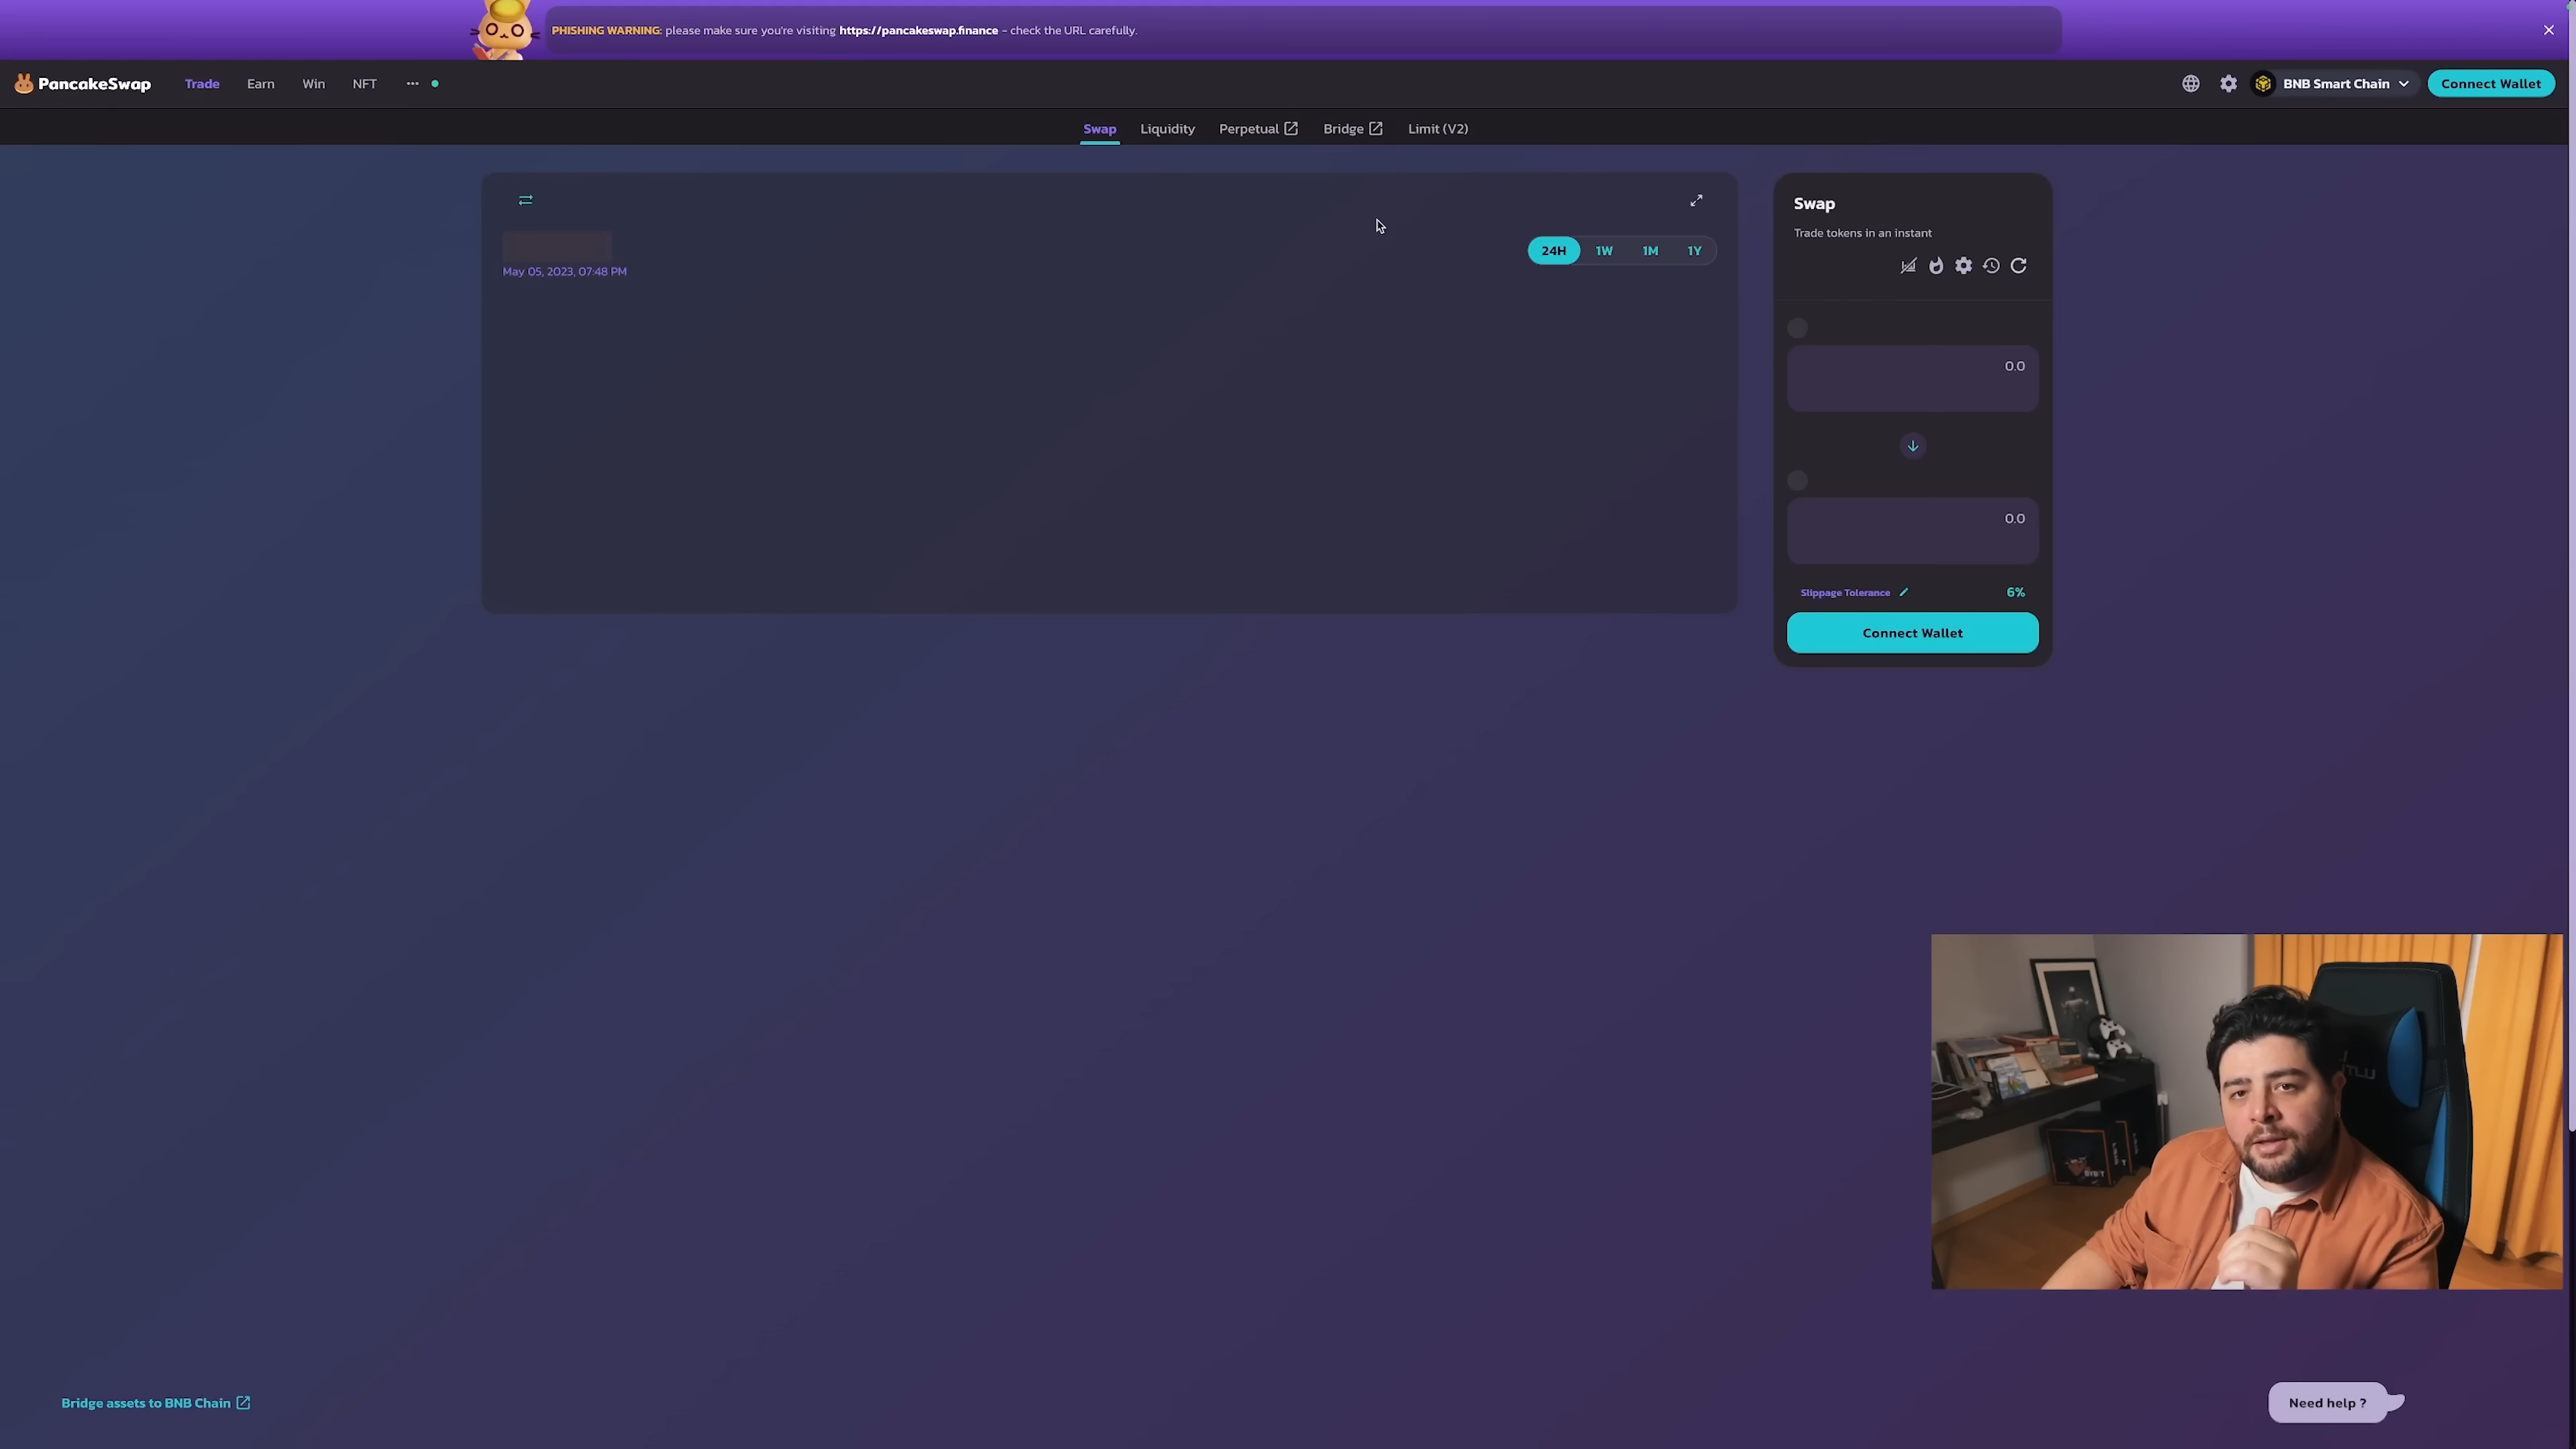 PHISHING WARNING: please make sure you're visiting https://pancakeswap.finance - check the URL carefully.
PancakeSwap
Trade
Earn
Win
NFT
BNB Smart Chain
Connect Wallet
Swap
Liquidity
Perpetual
Bridge
Limit (V2)
May 05, 2023, 07:48 PM
24H
1W
1M
1Y
Swap
Trade tokens in an instant
0.0
0.0
Slippage Tolerance
6%
Connect Wallet
Bridge assets to BNB Chain
Need help ?